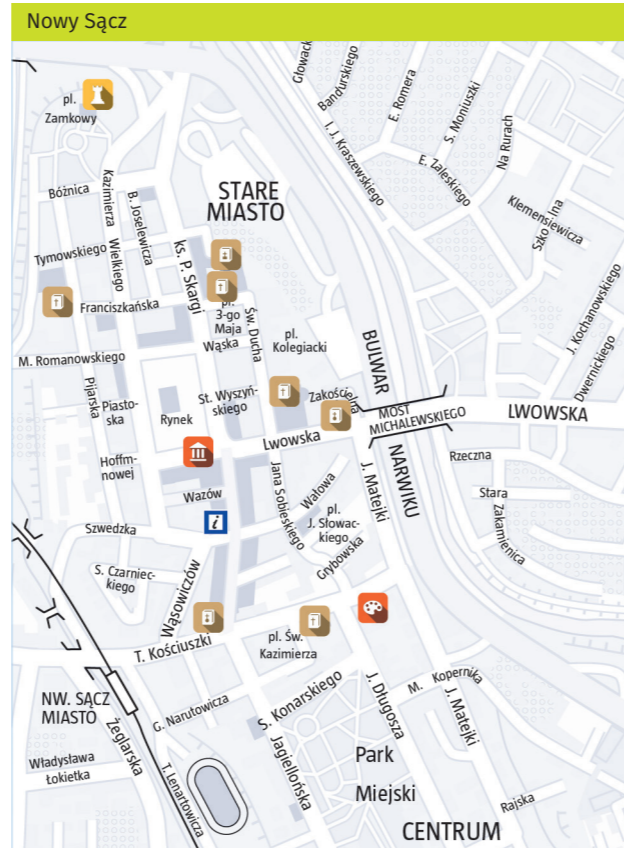 Nowy Sącz
pl.
Zamkowy
Głowac
Bandurskiego
E. Romera
S. Moniuszki
Na Rurach
I. J. Kraszewskiego
E. Zaleskiego
Klemensiewicza
Szkolna
J. Kochanowskiego
Dwernickiego
Bóżnica
Kazimierza
Wielkiego
B. Joselewicza
STARE
MIASTO
Tymowskiego
ks. P. Skargi
Franciszkańska
pl.
3-go
Maja
Wąska
Św. Ducha
pl.
Kolegiacki
BULWAR
NARWIKU
M. Romanowskiego
Pijarska
Piasto-
ska
Rynek
St. Wyszyń-
skiego
Zakościelna
MOST
MICHALEWSKIEGO
LWOWSKA
Lwowska
Hoffm-
nowej
Wazów
Jana Sobieskiego
Wałowa
J. Matejki
Rzeczna
Stara
Zakamienica
i
Szwedzka
pl.
J. Słowac-
kiego
Grybowska
S. Czarniec-
kiego
Wąsowiczów
T. Kościuszki
pl. Św.
Kazimierza
NW. SĄCZ
MIASTO
Żeglarska
G. Narutowicza
S. Konarskiego
J. Długosza
M. Kopernika
J. Matejki
Władysława
Łokietka
T. Lenartowicza
Jagiellońska
Park
Miejski
Rajska
CENTRUM